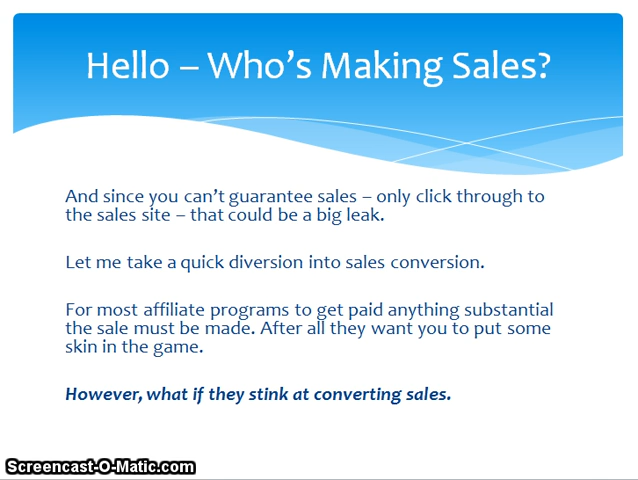 Hello – Who's Making Sales?
And since you can't guarantee sales – only click through to
the sales site – that could be a big leak.
Let me take a quick diversion into sales conversion.
For most affiliate programs to get paid anything substantial
the sale must be made. After all they want you to put some
skin in the game.
However, what if they stink at converting sales.
Screencast-O-Matic.com